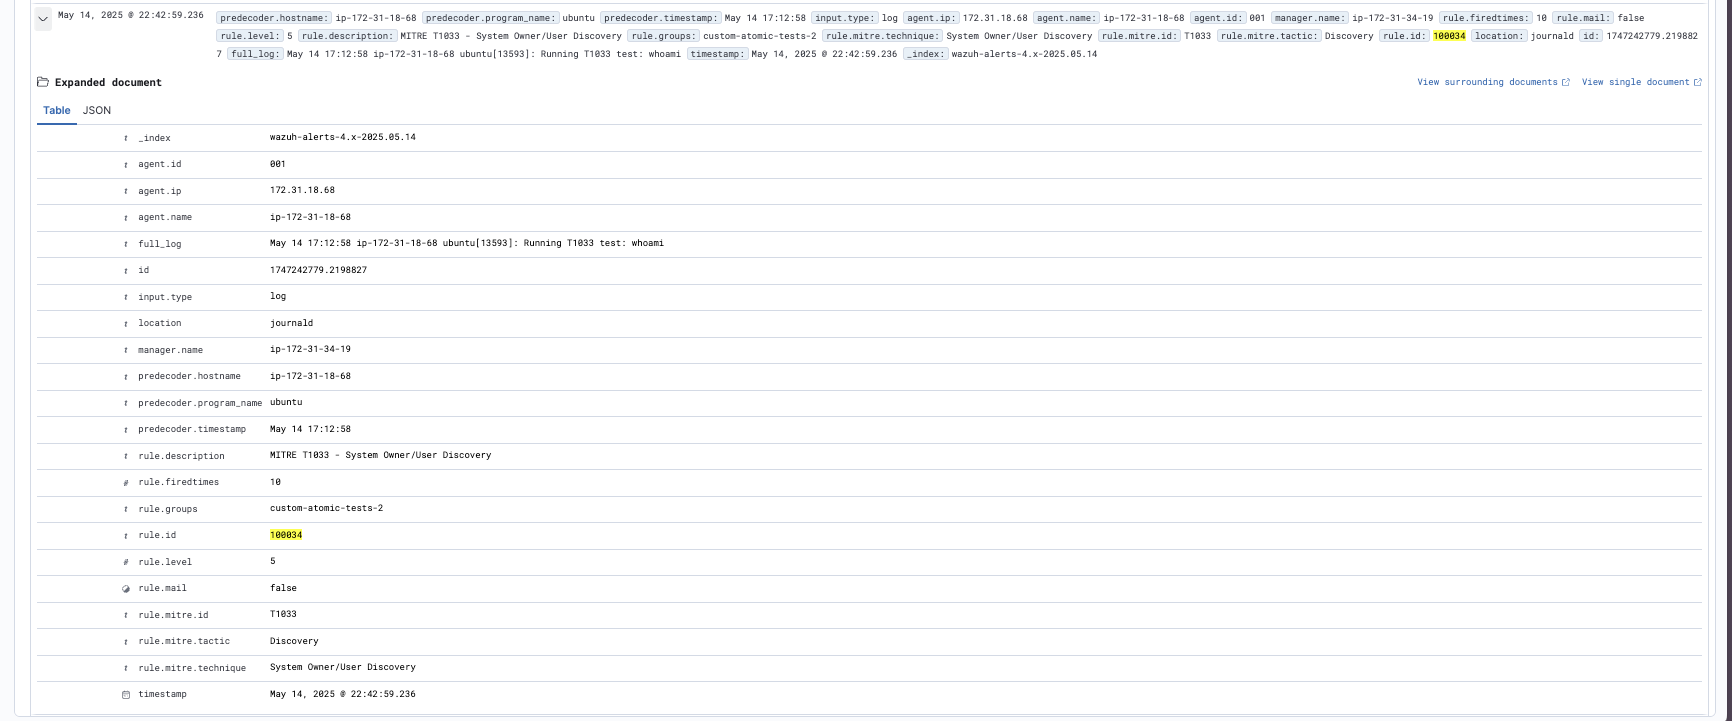 May 14, 2025 @ 22:42:59.236 predecoder.hostname: ip-172-31-18-68 predecoder.program_name: ubuntu predecoder.timestamp: May 14 17:12:58 input.type: log agent.ip: 172.31.18.68 agent.name: ip-172-31-18-68 agent.id: 001 manager.name: ip-172-31-34-19 rule.firedtimes: 10 rule.mail: false
rule.level: 5 rule.description: MITRE T1033 - System Owner/User Discovery rule.groups: custom-atomic-tests-2 rule.mitre.technique: System Owner/User Discovery rule.mitre.id: T1033 rule.mitre.tactic: Discovery rule.id: 100034 location: journald id: 1747242779.219882
7 full_log: May 14 17:12:58 ip-172-31-18-68 ubuntu[13593]: Running T1033 test: whoami timestamp: May 14, 2025 @ 22:42:59.236 _index: wazuh-alerts-4.x-2025.05.14
Expanded document View surrounding documents View single document
Table JSON
t _index wazuh-alerts-4.x-2025.05.14
t agent.id 001
t agent.ip 172.31.18.68
t agent.name ip-172-31-18-68
t full_log May 14 17:12:58 ip-172-31-18-68 ubuntu[13593]: Running T1033 test: whoami
t id 1747242779.2198827
t input.type log
t location journald
t manager.name ip-172-31-34-19
t predecoder.hostname ip-172-31-18-68
t predecoder.program_name ubuntu
t predecoder.timestamp May 14 17:12:58
t rule.description MITRE T1033 - System Owner/User Discovery
# rule.firedtimes 10
t rule.groups custom-atomic-tests-2
t rule.id 100034
# rule.level 5
rule.mail false
t rule.mitre.id T1033
t rule.mitre.tactic Discovery
t rule.mitre.technique System Owner/User Discovery
timestamp May 14, 2025 @ 22:42:59.236